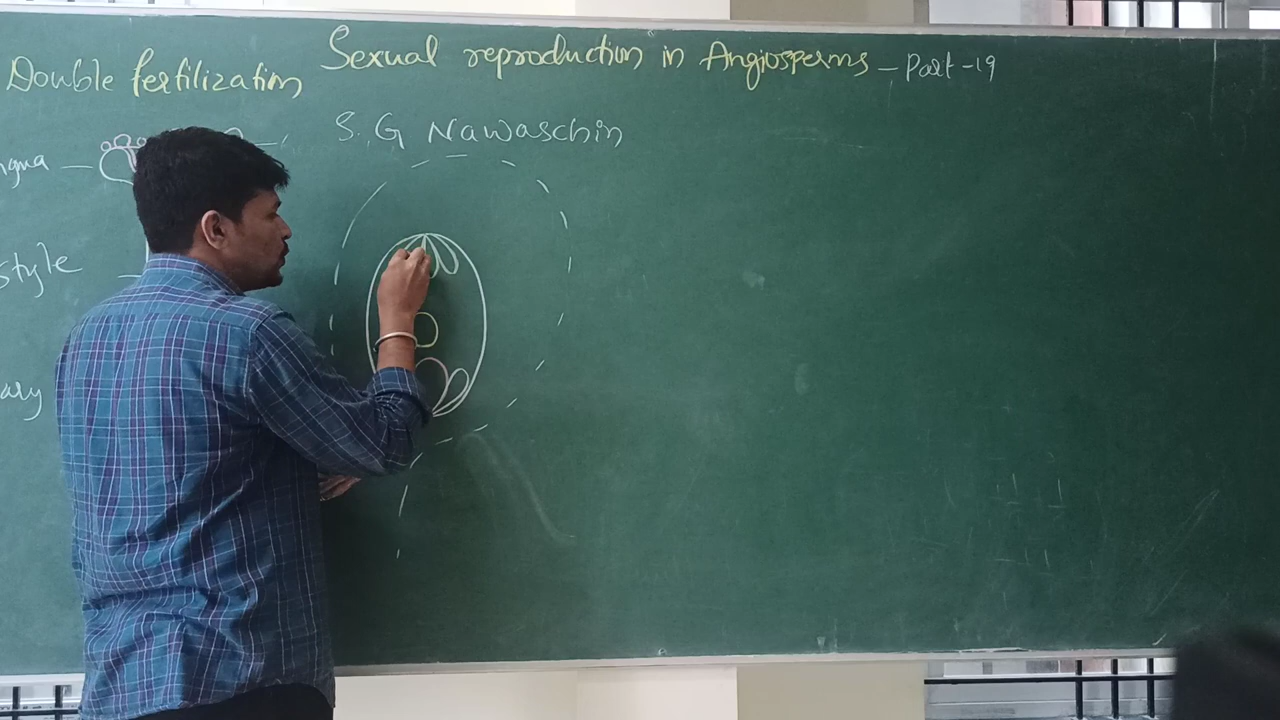 Sexual reproduction in Angiosperms - Part - 19
Double fertilization
S. G Nawaschin
Style